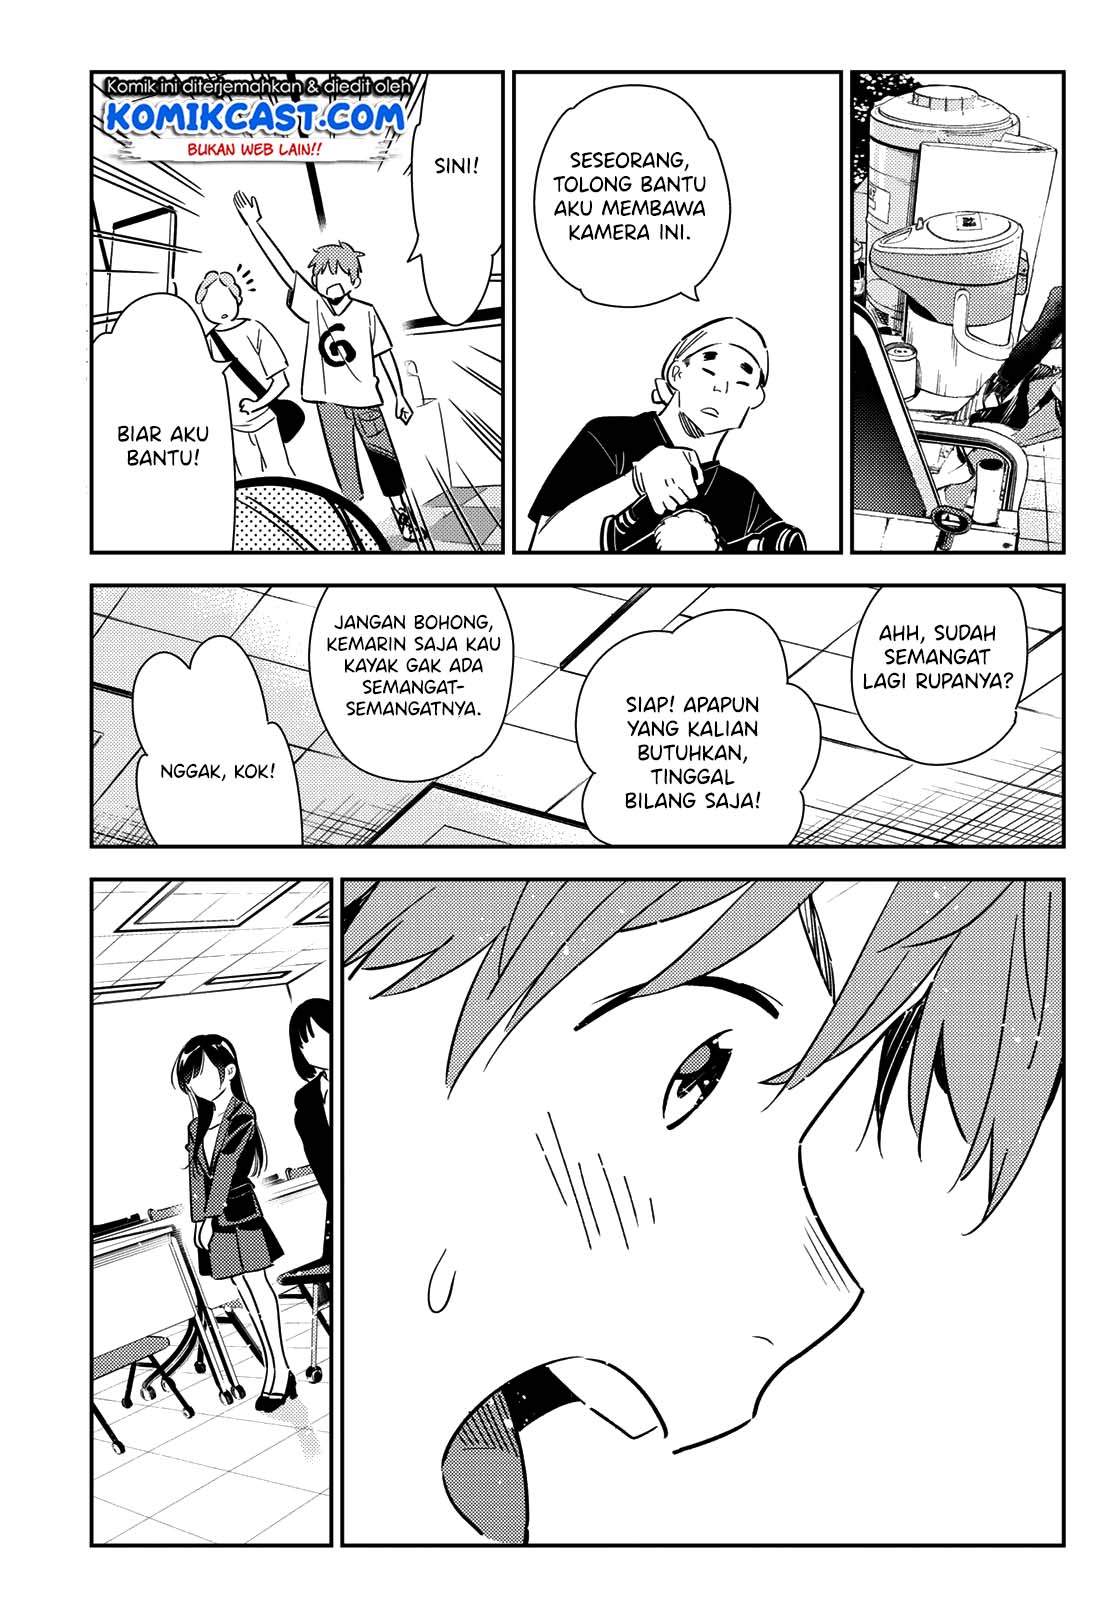 Komik ini diterjemahkan & diedit oleh
KOMIKCAST.COM
BUKAN WEB LAIN!!
SESEORANG,
TOLONG BANTU
AKU MEMBAWA
KAMERA INI.
SINI!
G
BIAR AKU
BANTU!
AHH, SUDAH
SEMANGAT
LAGI RUPANYA?
SIAP! APAPUN
YANG KALIAN
BUTUHKAN,
TINGGAL
BILANG SAJA!
JANGAN BOHONG,
KEMARIN SAJA KAU
KAYAK GAK ADA
SEMANGAT-
SEMANGATNYA.
NGGAK, KOK!